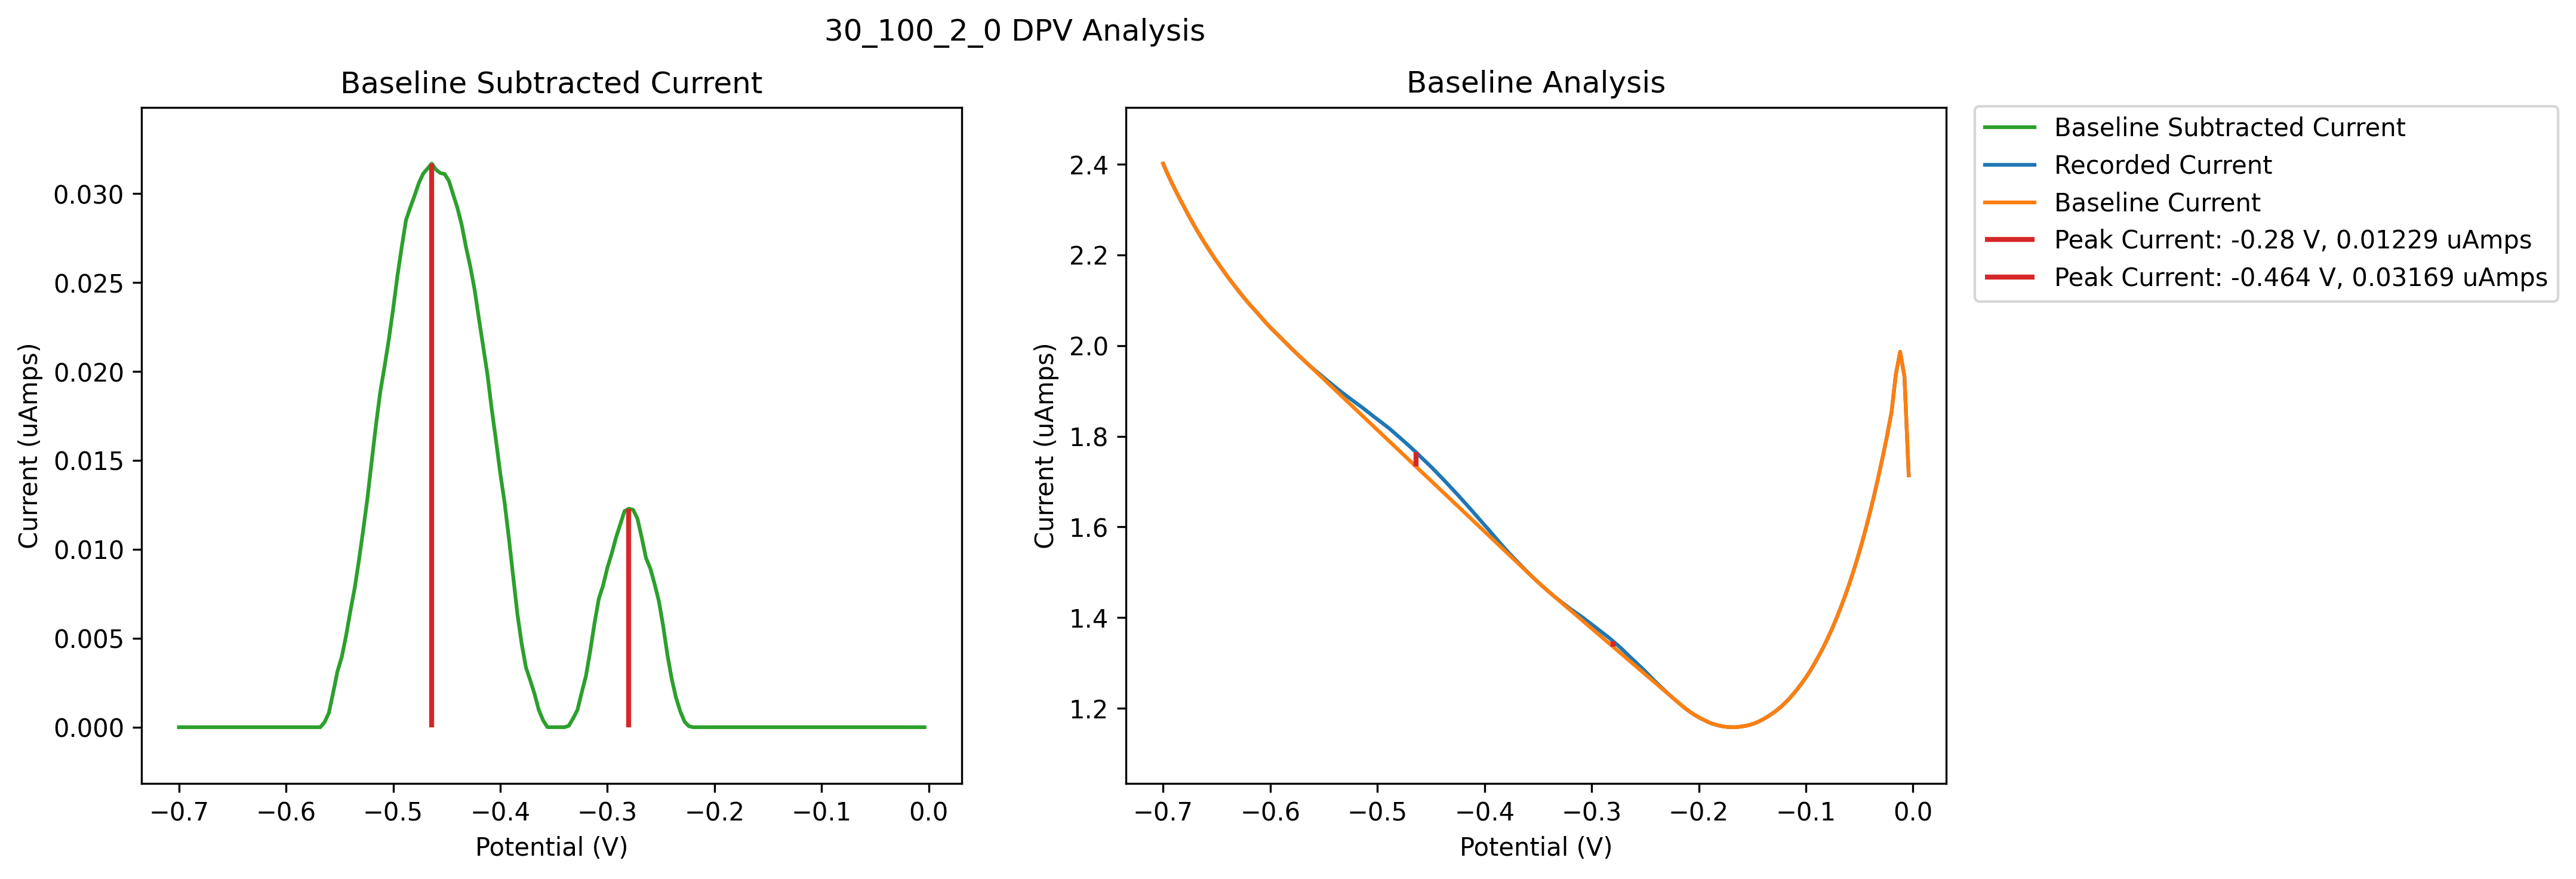 30_100_2_0 DPV Analysis
Baseline Subtracted Current
Current (uAmps)
0.030
0.025
0.020
0.015
0.010
0.005
0.000
−0.7 −0.6 −0.5 −0.4 −0.3 −0.2 −0.1 0.0
Potential (V)
Baseline Analysis
Current (uAmps)
2.4
2.2
2.0
1.8
1.6
1.4
1.2
−0.7 −0.6 −0.5 −0.4 −0.3 −0.2 −0.1 0.0
Potential (V)
Baseline Subtracted Current
Recorded Current
Baseline Current
Peak Current: -0.28 V, 0.01229 uAmps
Peak Current: -0.464 V, 0.03169 uAmps